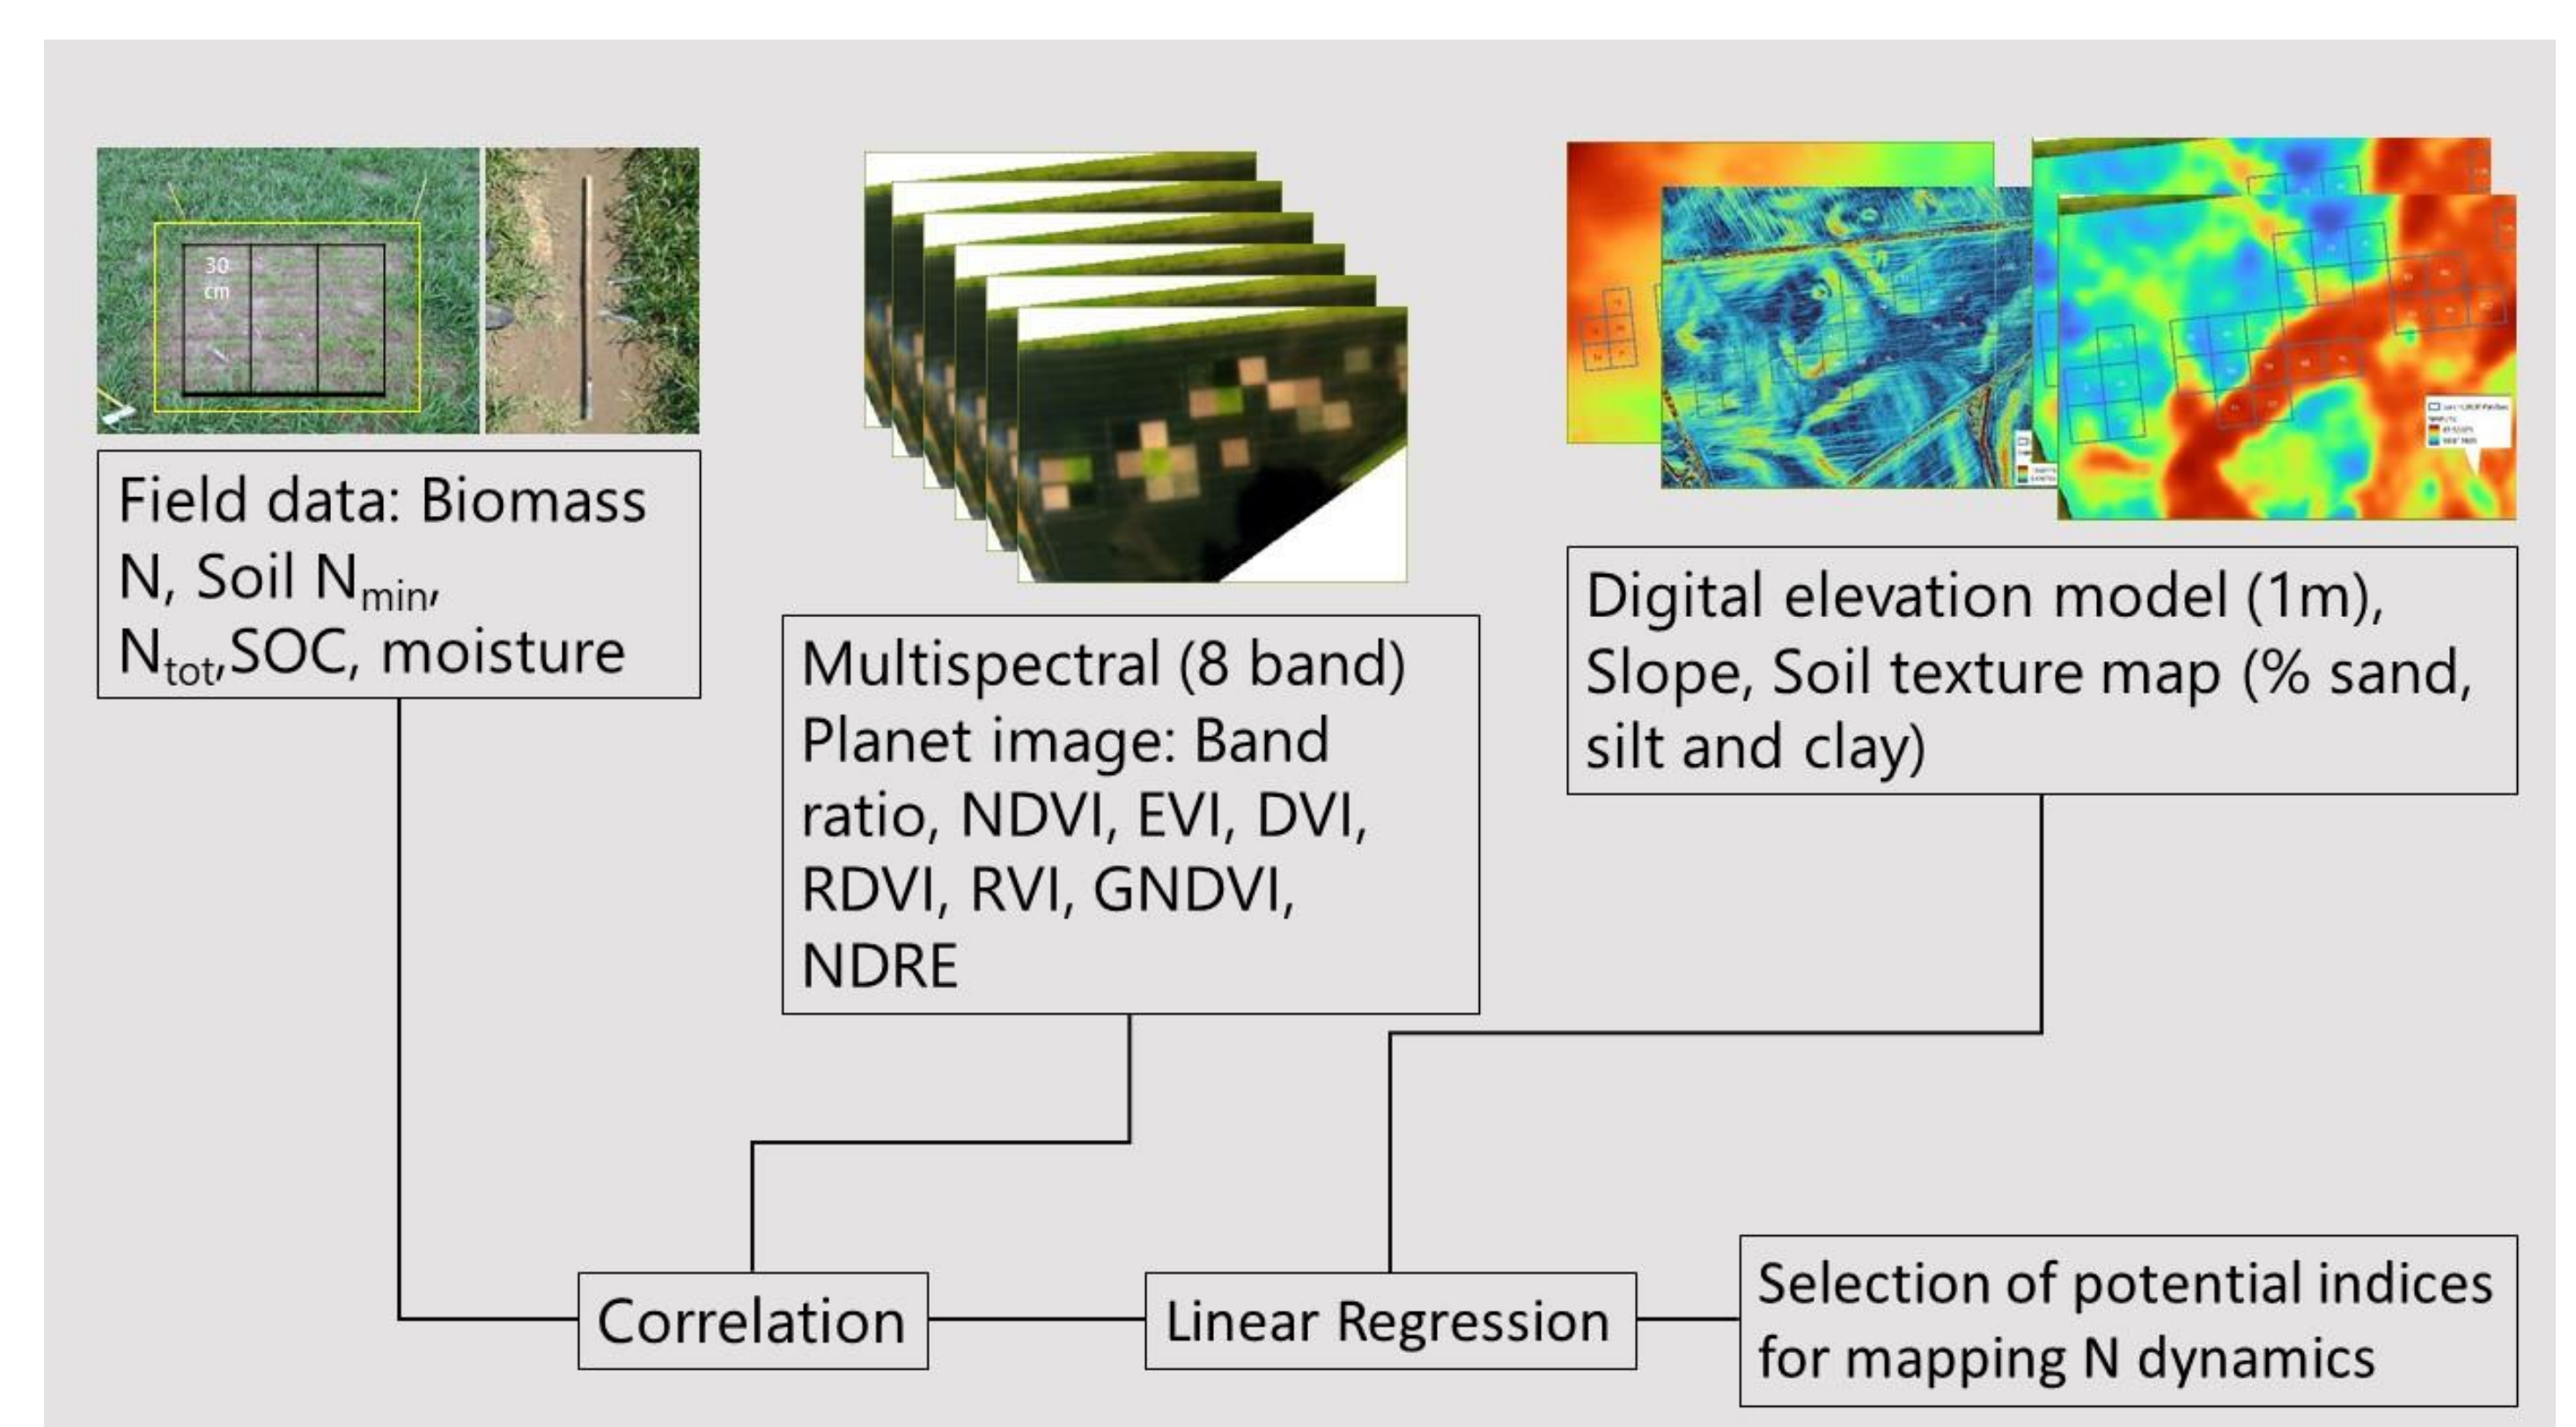 30
cm
Field data: Biomass
N, Soil Nmin,
Ntot,SOC, moisture
Multispectral (8 band)
Planet image: Band
ratio, NDVI, EVI, DVI,
RDVI, RVI, GNDVI,
NDRE
Digital elevation model (1m),
Slope, Soil texture map (% sand,
silt and clay)
Correlation
Linear Regression
Selection of potential indices
for mapping N dynamics